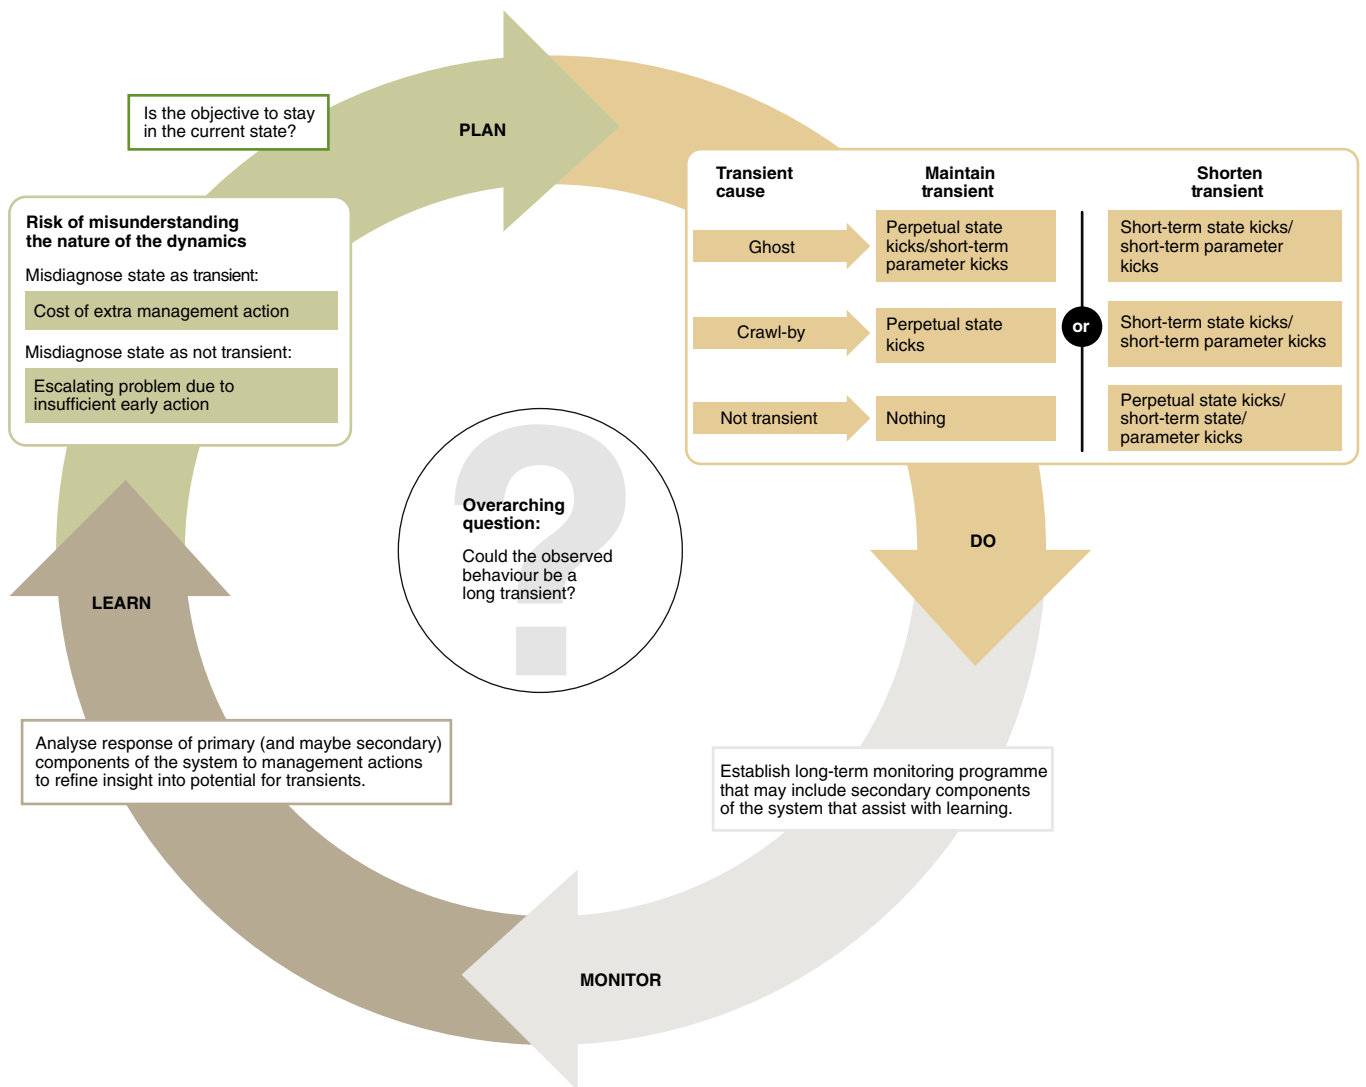 Is the objective to stay
in the current state?
PLAN
Risk of misunderstanding
the nature of the dynamics
Misdiagnose state as transient:
Cost of extra management action
Misdiagnose state as not transient:
Escalating problem due to
insufficient early action
Transient
cause
Maintain
transient
Shorten
transient
Ghost
Perpetual state
kicks/short-term
parameter kicks
Short-term state kicks/
short-term parameter
kicks
Crawl-by
Perpetual state
kicks
or
Short-term state kicks/
short-term parameter kicks
Not transient
Nothing
Perpetual state kicks/
short-term state/
parameter kicks
DO
?
Overarching
question:
Could the observed
behaviour be a
long transient?
LEARN
Analyse response of primary (and maybe secondary)
components of the system to management actions
to refine insight into potential for transients.
Establish long-term monitoring programme
that may include secondary components
of the system that assist with learning.
MONITOR